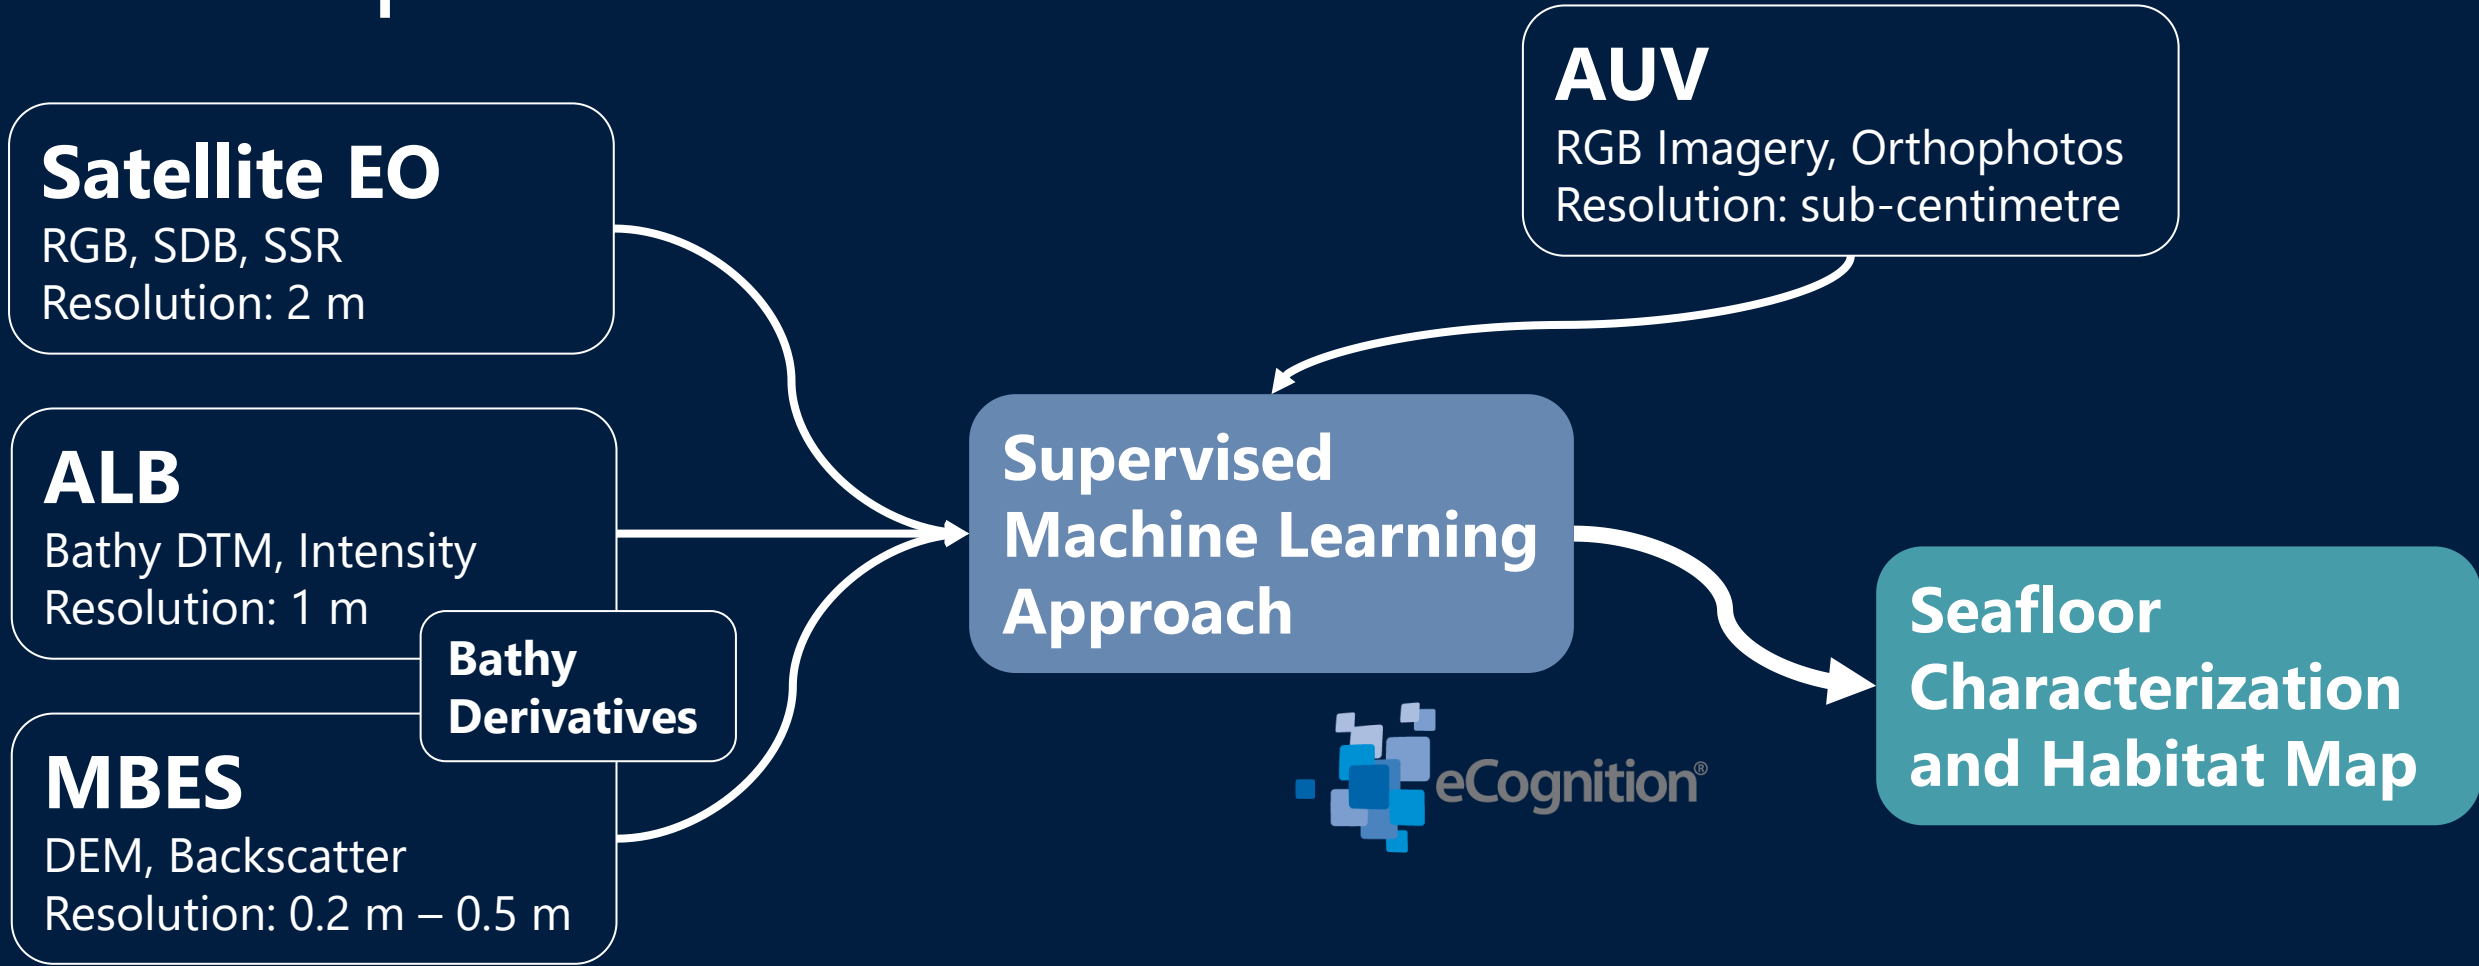 Satellite EO
RGB, SDB, SSR
Resolution: 2 m
ALB
Bathy DTM, Intensity
Resolution: 1 m
Bathy
Derivatives
MBES
DEM, Backscatter
Resolution: 0.2 m – 0.5 m
AUV
RGB Imagery, Orthophotos
Resolution: sub-centimetre
Supervised
Machine Learning
Approach
eCognition®
Seafloor
Characterization
and Habitat Map